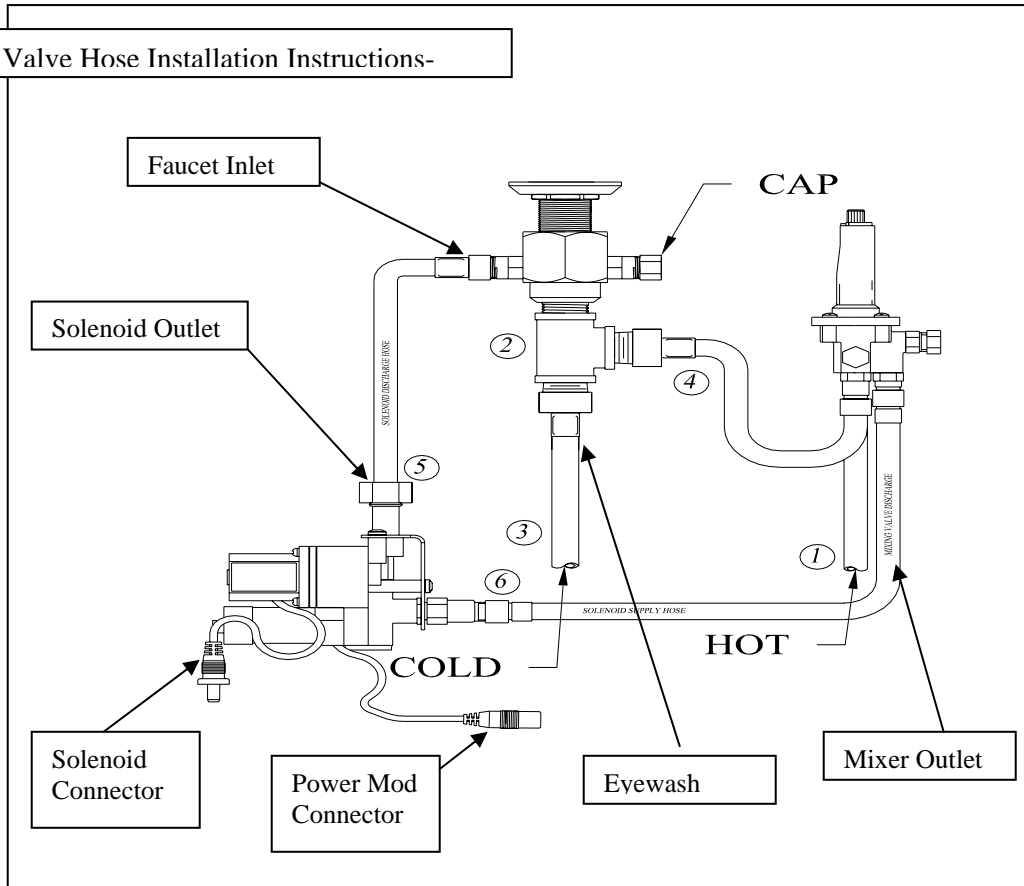 Valve Hose Installation Instructions-
Faucet Inlet
CAP
Solenoid Outlet
SOLENOID DISCHARGE HOSE
2
4
5
MIXING VALVE DISCHARGE
3
1
6
SOLENOID SUPPLY HOSE
HOT
COLD
Solenoid
Connector
Power Mod
Connector
Eyewash
Mixer Outlet